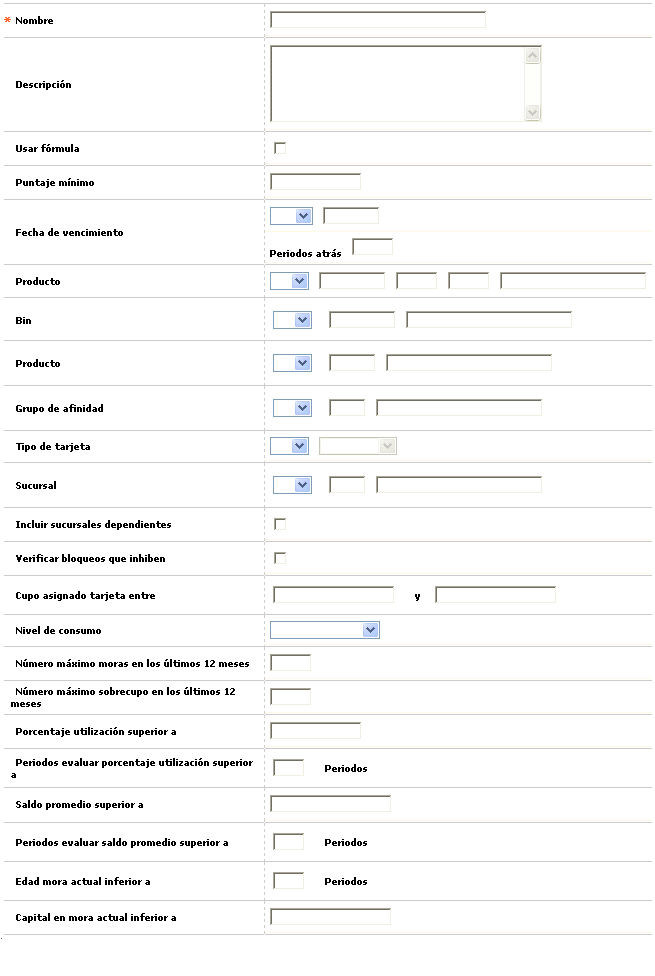 * Nombre
Descripción
Usar fórmula
Puntaje mínimo
Fecha de vencimiento
Periodos atrás
Producto
Bin
Producto
Grupo de afinidad
Tipo de tarjeta
Sucursal
Incluir sucursales dependientes
Verificar bloqueos que inhiben
Cupo asignado tarjeta entre y
Nivel de consumo
Número máximo moras en los últimos 12 meses
Número máximo sobrecupo en los últimos 12
meses
Porcentaje utilización superior a
Periodos evaluar porcentaje utilización superior
a Periodos
Saldo promedio superior a
Periodos evaluar saldo promedio superior a Periodos
Edad mora actual inferior a Periodos
Capital en mora actual inferior a